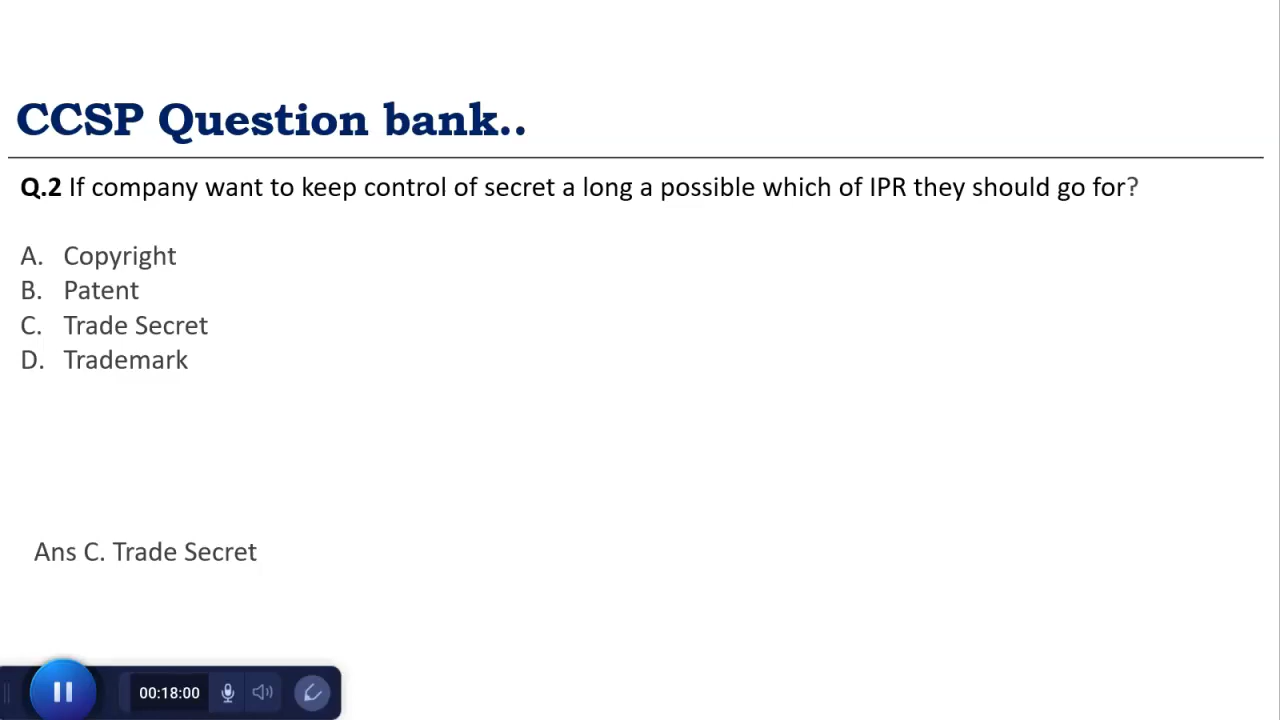 CCSP Question bank..
Q.2 If company want to keep control of secret a long a possible which of IPR they should go for?
A. Copyright
B. Patent
C. Trade Secret
D. Trademark
Ans C. Trade Secret
00:18:00